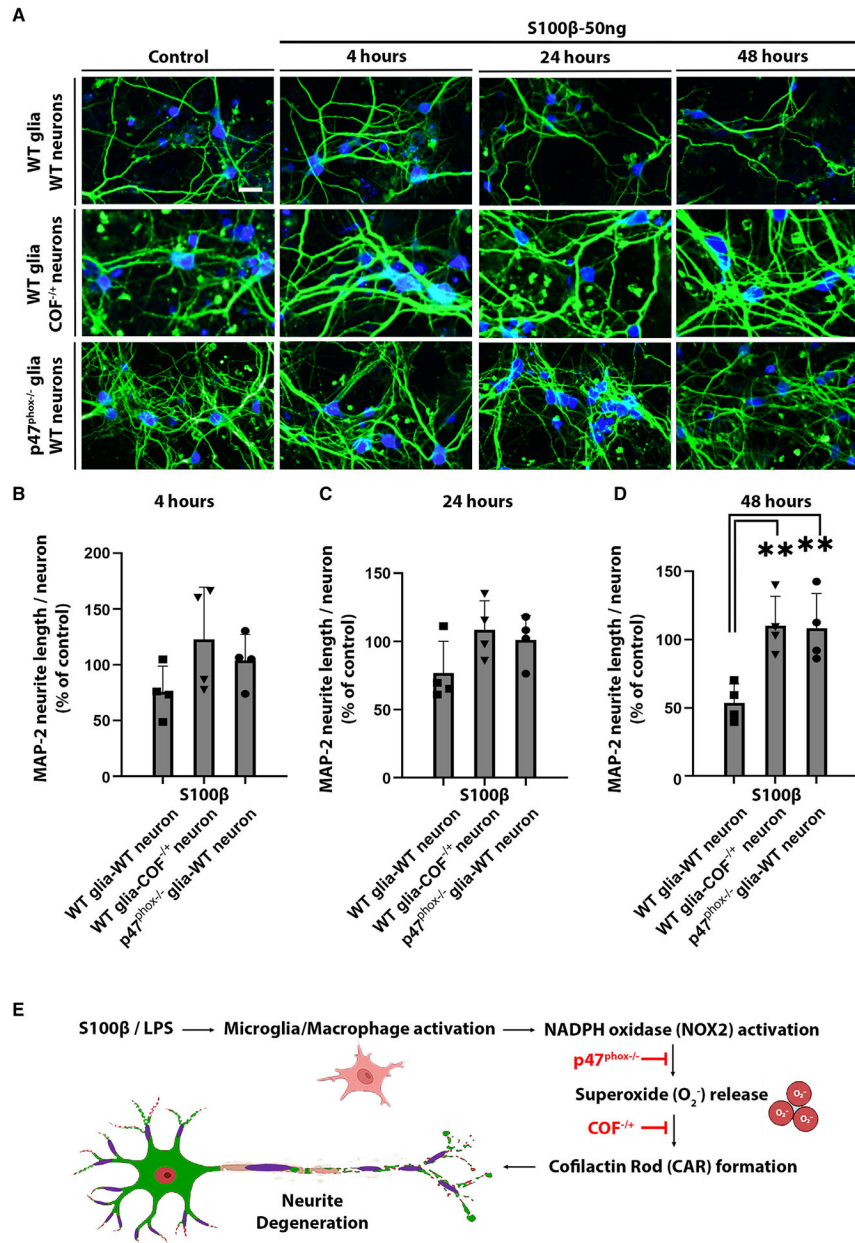 A
S100β-50ng
Control
4 hours
24 hours
48 hours
WT glia
WT neurons
WT glia
COF-/+ neurons
p47phox-/- glia
WT neurons
B
4 hours
MAP-2 neurite length / neuron
(% of control)
200
150
100
50
0
S100β
WT glia-WT neuron
WT glia-COF-/+ neuron
p47phox-/- glia-WT neuron
C
24 hours
MAP-2 neurite length / neuron
(% of control)
150
100
50
0
S100β
WT glia-WT neuron
WT glia-COF-/+ neuron
p47phox-/- glia-WT neuron
D
48 hours
MAP-2 neurite length / neuron
(% of control)
150
100
50
0
** **
S100β
WT glia-WT neuron
WT glia-COF-/+ neuron
p47phox-/- glia-WT neuron
E
S100β / LPS
Microglia/Macrophage activation
NADPH oxidase (NOX2) activation
p47phox-/-
Superoxide (O2-) release
O2-
O2-
O2-
COF-/+
Cofilactin Rod (CAR) formation
Neurite
Degeneration